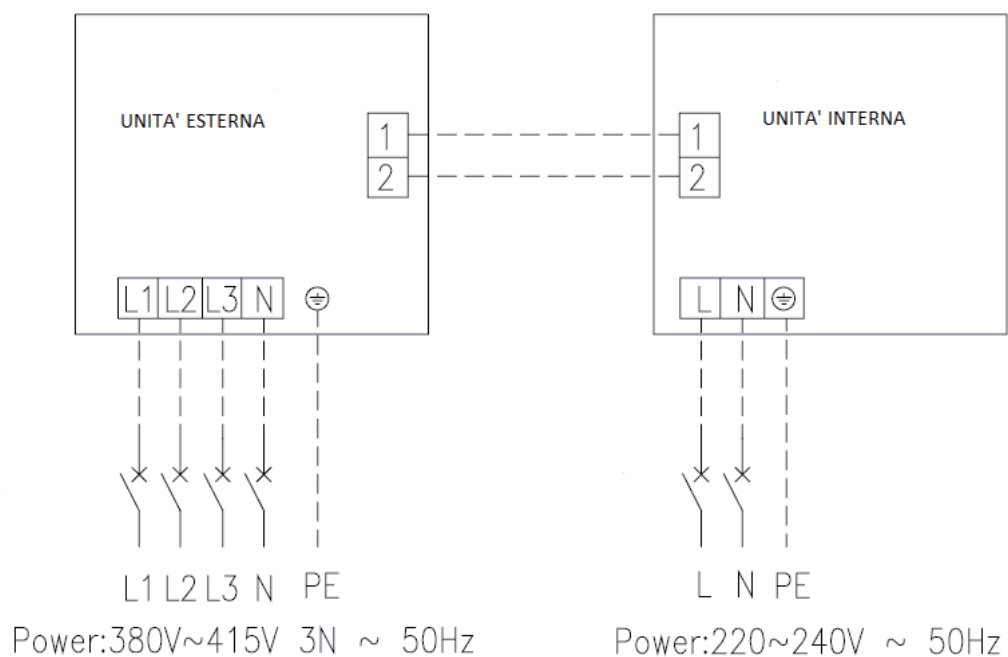 UNITA' ESTERNA
UNITA' INTERNA
1
1
2
2
L1 L2 L3 N
L N
L1 L2 L3 N PE
L N PE
Power:380V~415V 3N ~ 50Hz
Power:220~240V ~ 50Hz